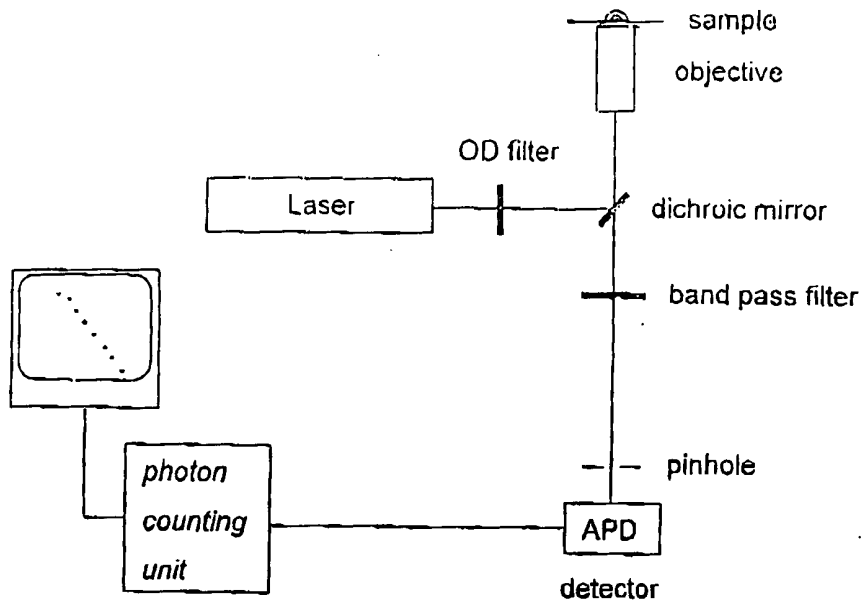 sample
objective
OD filter
Laser
dichroic mirror
band pass filter
photon
counting
unit
pinhole
APD
detector